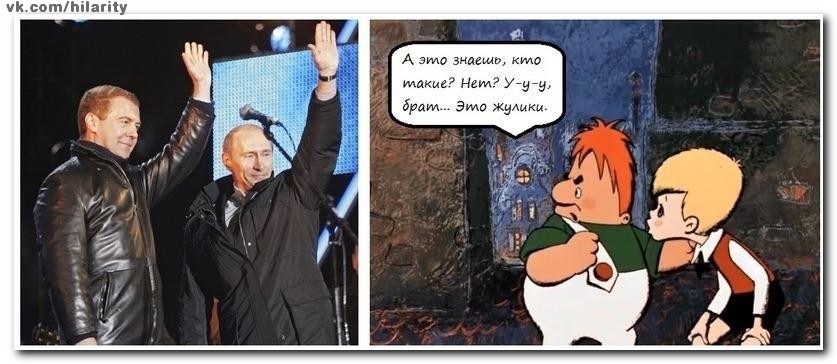 vk.com/hilarity
А это знаешь, кто
такие? Нет? У-у-у,
брат... Это жулики.